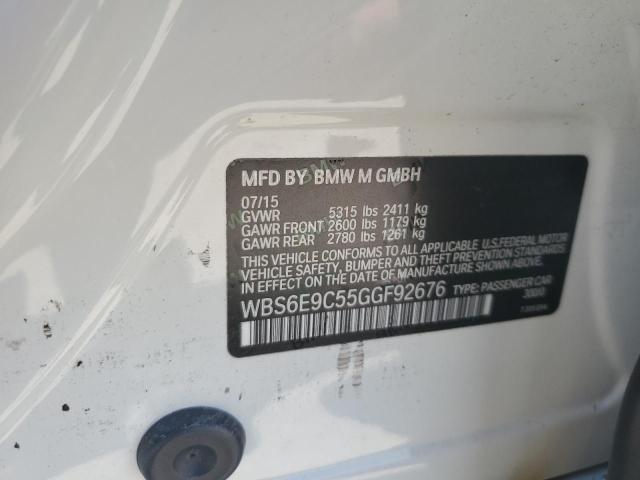 MFD BY BMW M GMBH
07/15
GVWR 5315 lbs 2411 kg
GAWR FRONT 2600 lbs 1179 kg
GAWR REAR 2780 lbs 1261 kg
THIS VEHICLE CONFORMS TO ALL APPLICABLE U.S.FEDERAL MOTOR
VEHICLE SAFETY, BUMPER, AND THEFT PREVENTION STANDARDS
IN EFFECT ON THE DATE OF MANUFACTURE SHOWN ABOVE.
WBS6E9C55GGF92676 TYPE: PASSENGER CAR